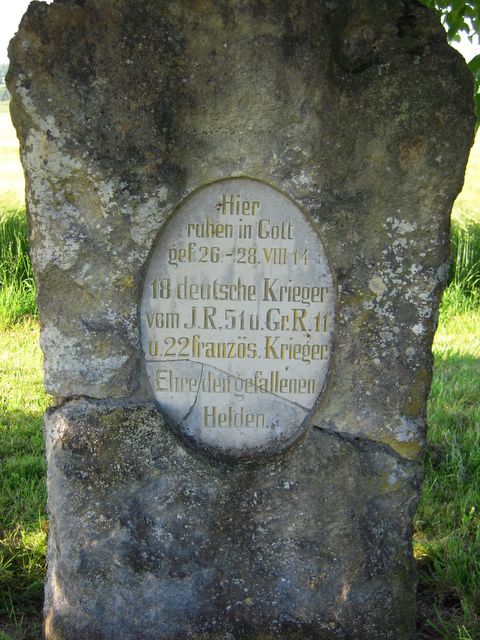 Hier
ruhen in Gott
gef. 26.-28. VIII 14
18 deutsche Krieger
vom J.R. 51 u. Gr. R. 11
u. 22 französ. Krieger
Ehre den gefallenen
Helden.